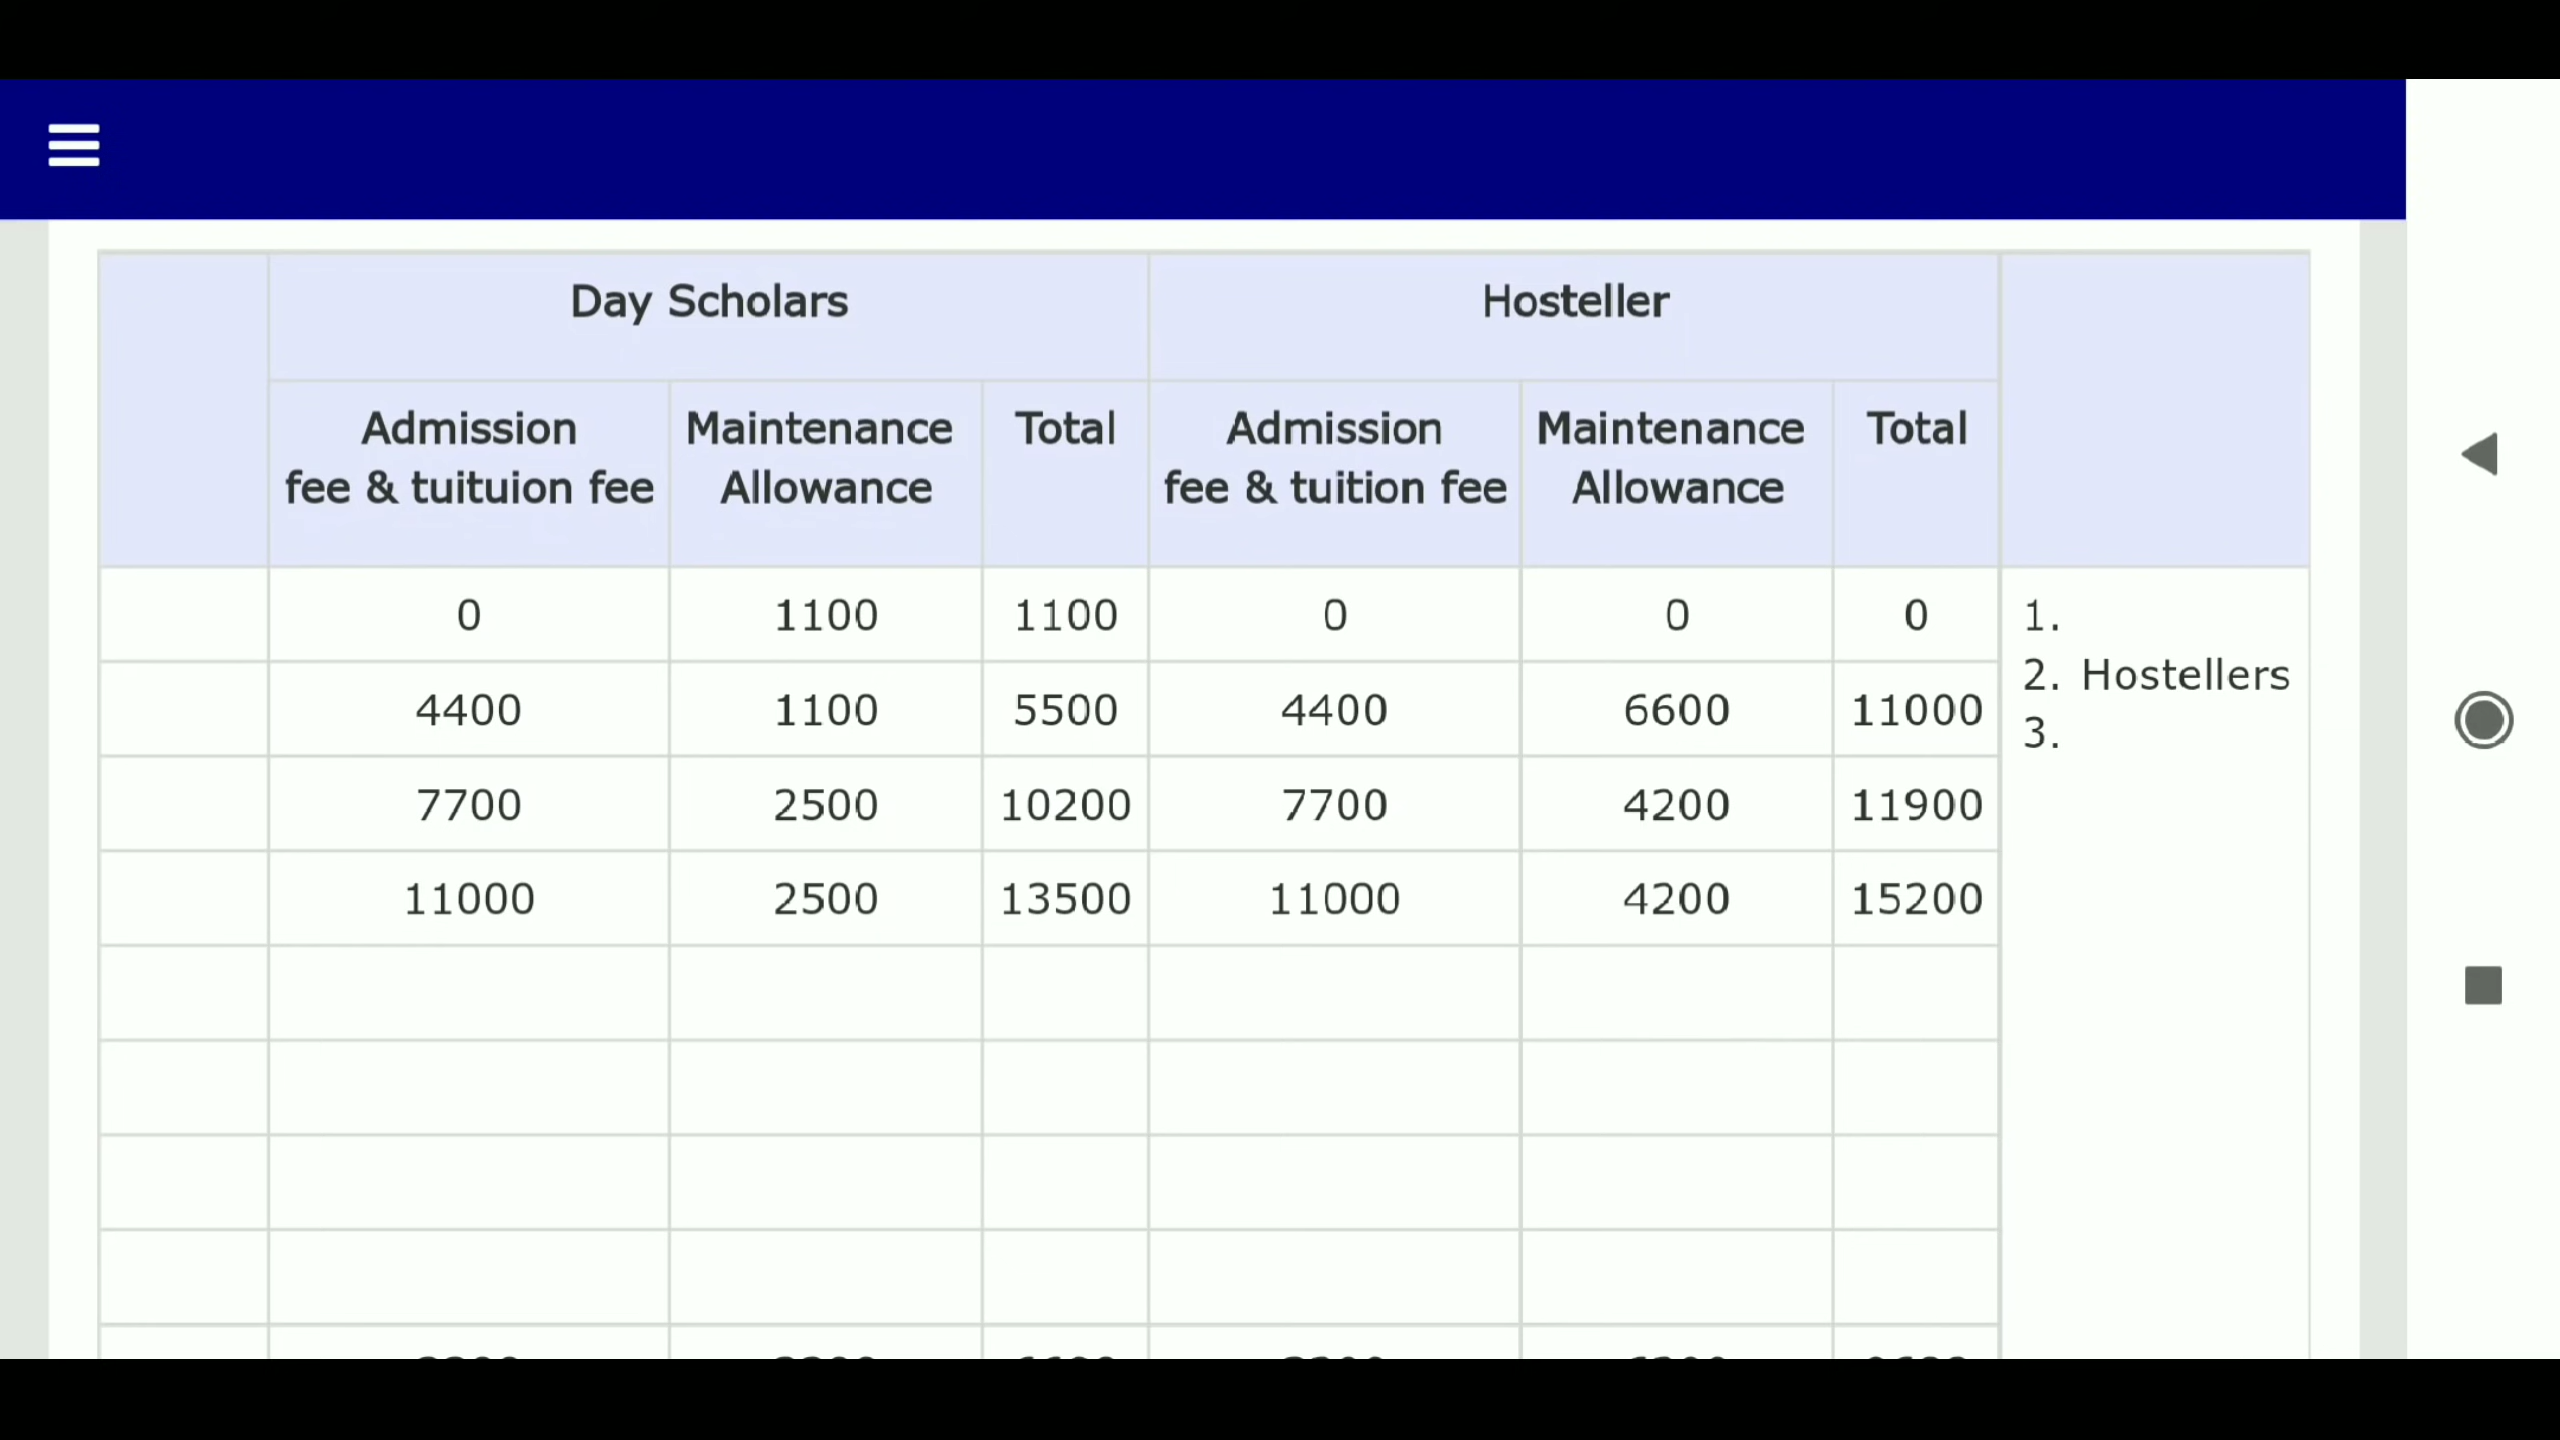 Day Scholars Hosteller
Admission Maintenance Total Admission Maintenance Total
fee & tuituion fee Allowance fee & tuition fee Allowance
0 1100 1100 0 0 0 1.
2. Hostellers
4400 1100 5500 4400 6600 11000
3.
7700 2500 10200 7700 4200 11900
11000 2500 13500 11000 4200 15200